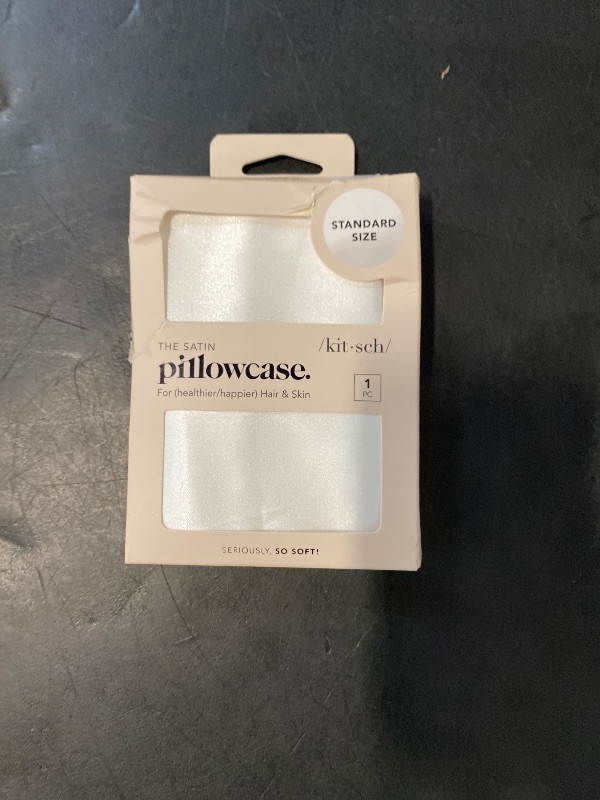 STANDARD
SIZE
THE SATIN
/kit·sch/
pillowcase.
For (healthier/happier) Hair & Skin
1
PC
SERIOUSLY, SO SOFT!